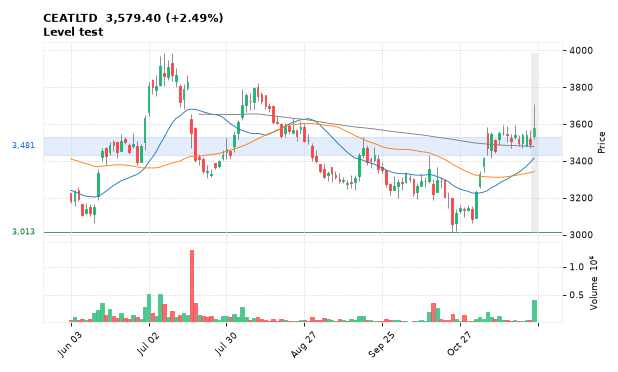 CEATLTD 3,579.40 (+2.49%)
Level test
4000
3800
3600
3400
3200
3000
Price
3,481
3,013
1.0
0.5
Volume 10⁶
Jun 03
Jul 02
Jul 30
Aug 27
Sep 25
Oct 27